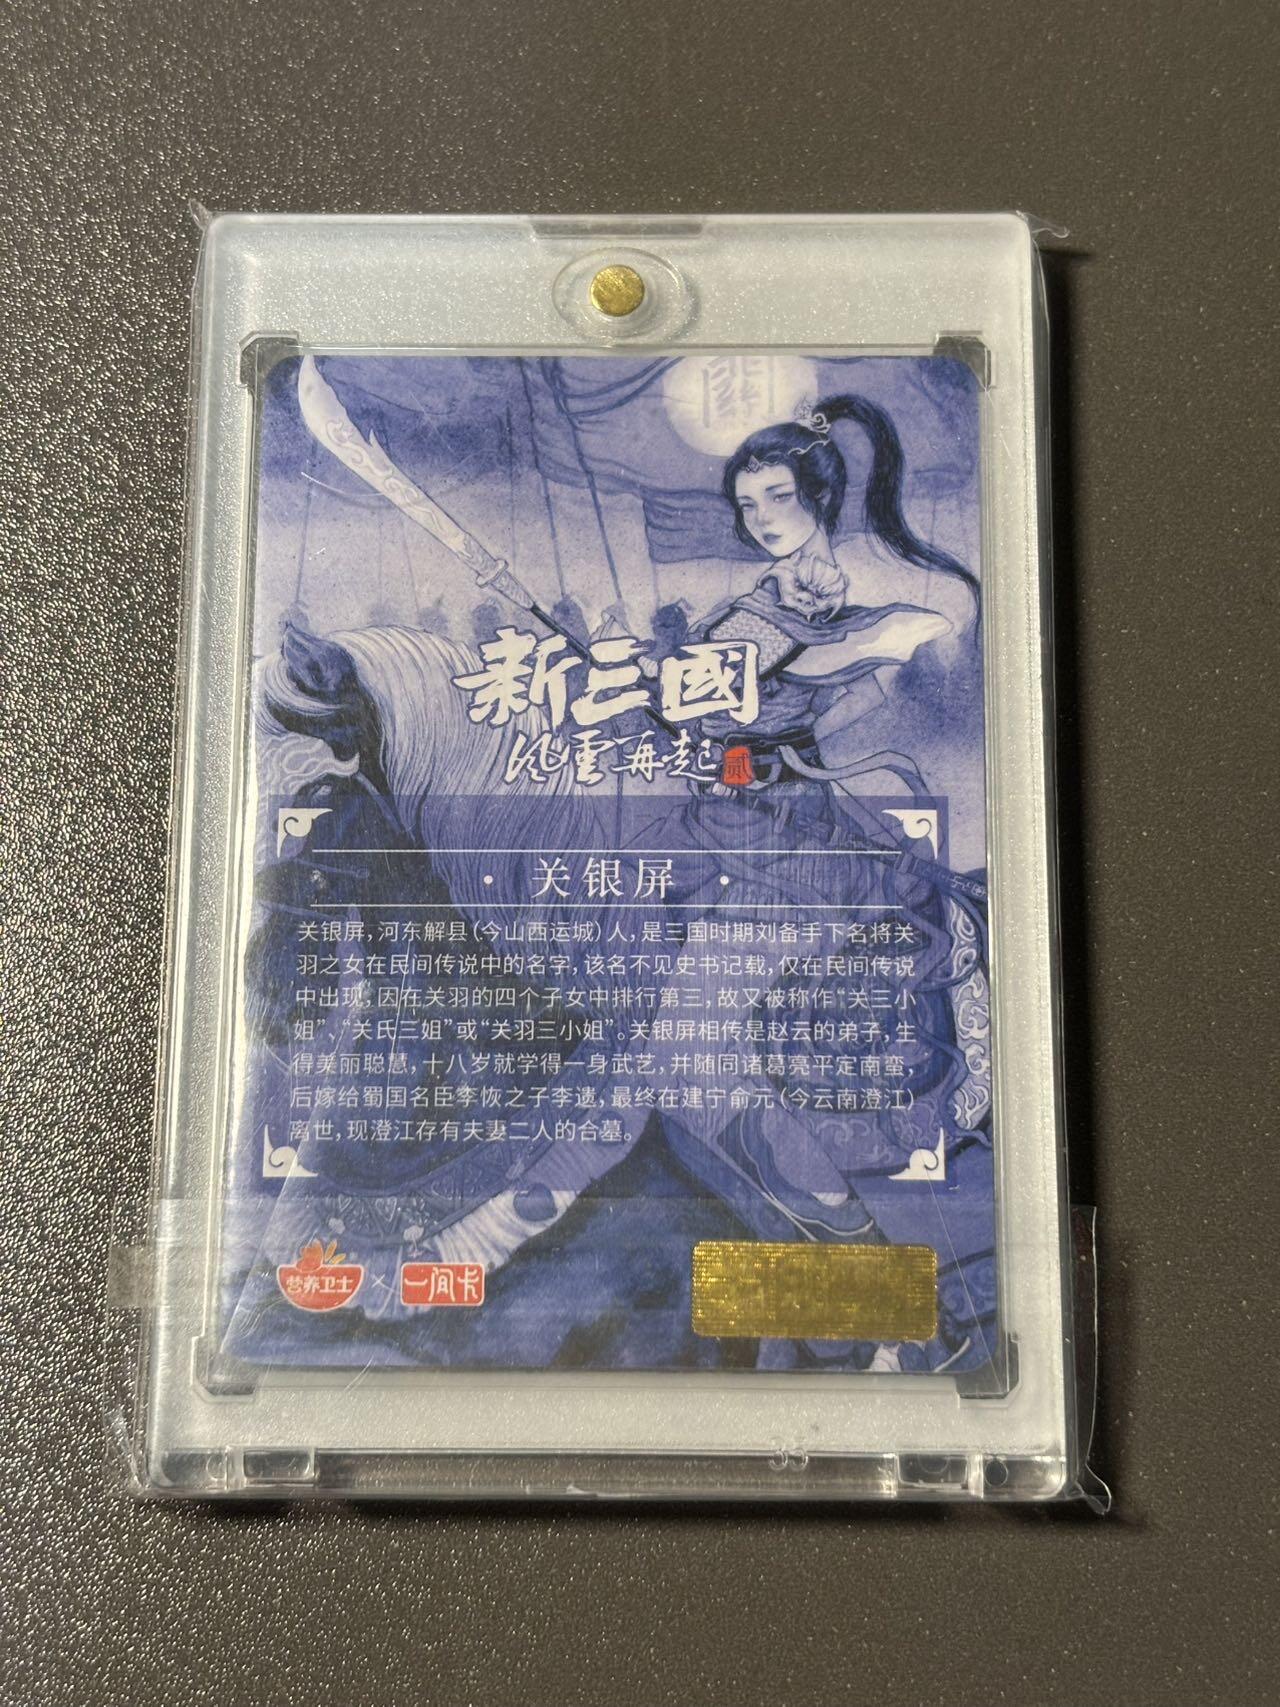 關
新三國
風雲再起 贰
· 关银屏 ·
关银屏，河东解县（今山西运城）人，是三国时期刘备手下名将关
羽之女在民间传说中的名字，该名不见史书记载，仅在民间传说
中出现，因在关羽的四个子女中排行第三，故又被称作“关三小
姐”、“关氏三姐”或“关羽三小姐”。关银屏相传是赵云的弟子，生
得美丽聪慧，十八岁就学得一身武艺，并随同诸葛亮平定南蛮，
后嫁给蜀国名臣李恢之子李遗，最终在建宁俞元（今云南澄江）
离世，现澄江存有夫妻二人的合墓。
营养卫士 × 一间卡
35